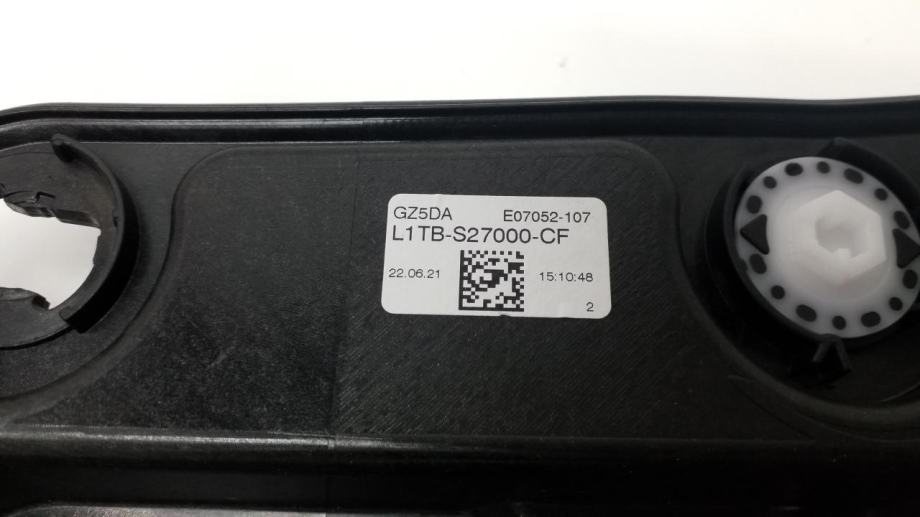 GZ5DA E07052-107
L1TB-S27000-CF
22.06.21 15:10:48
2